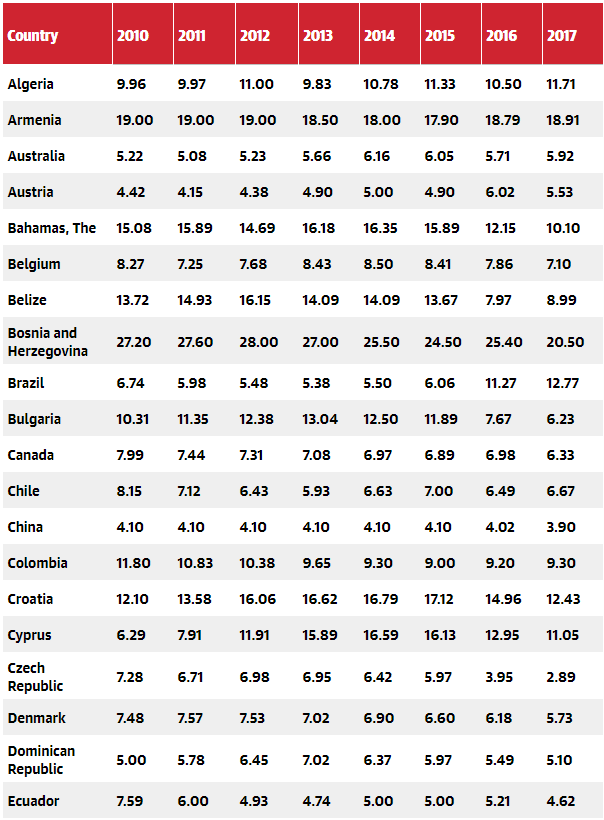 Country 2010 2011 2012 2013 2014 2015 2016 2017
Algeria 9.96 9.97 11.00 9.83 10.78 11.33 10.50 11.71
Armenia 19.00 19.00 19.00 18.50 18.00 17.90 18.79 18.91
Australia 5.22 5.08 5.23 5.66 6.16 6.05 5.71 5.92
Austria 4.42 4.15 4.38 4.90 5.00 4.90 6.02 5.53
Bahamas, The 15.08 15.89 14.69 16.18 16.35 15.89 12.15 10.10
Belgium 8.27 7.25 7.68 8.43 8.50 8.41 7.86 7.10
Belize 13.72 14.93 16.15 14.09 14.09 13.67 7.97 8.99
Bosnia and
Herzegovina 27.20 27.60 28.00 27.00 25.50 24.50 25.40 20.50
Brazil 6.74 5.98 5.48 5.38 5.50 6.06 11.27 12.77
Bulgaria 10.31 11.35 12.38 13.04 12.50 11.89 7.67 6.23
Canada 7.99 7.44 7.31 7.08 6.97 6.89 6.98 6.33
Chile 8.15 7.12 6.43 5.93 6.63 7.00 6.49 6.67
China 4.10 4.10 4.10 4.10 4.10 4.10 4.02 3.90
Colombia 11.80 10.83 10.38 9.65 9.30 9.00 9.20 9.30
Croatia 12.10 13.58 16.06 16.62 16.79 17.12 14.96 12.43
Cyprus 6.29 7.91 11.91 15.89 16.59 16.13 12.95 11.05
Czech
Republic 7.28 6.71 6.98 6.95 6.42 5.97 3.95 2.89
Denmark 7.48 7.57 7.53 7.02 6.90 6.60 6.18 5.73
Dominican
Republic 5.00 5.78 6.45 7.02 6.37 5.97 5.49 5.10
Ecuador 7.59 6.00 4.93 4.74 5.00 5.00 5.21 4.62